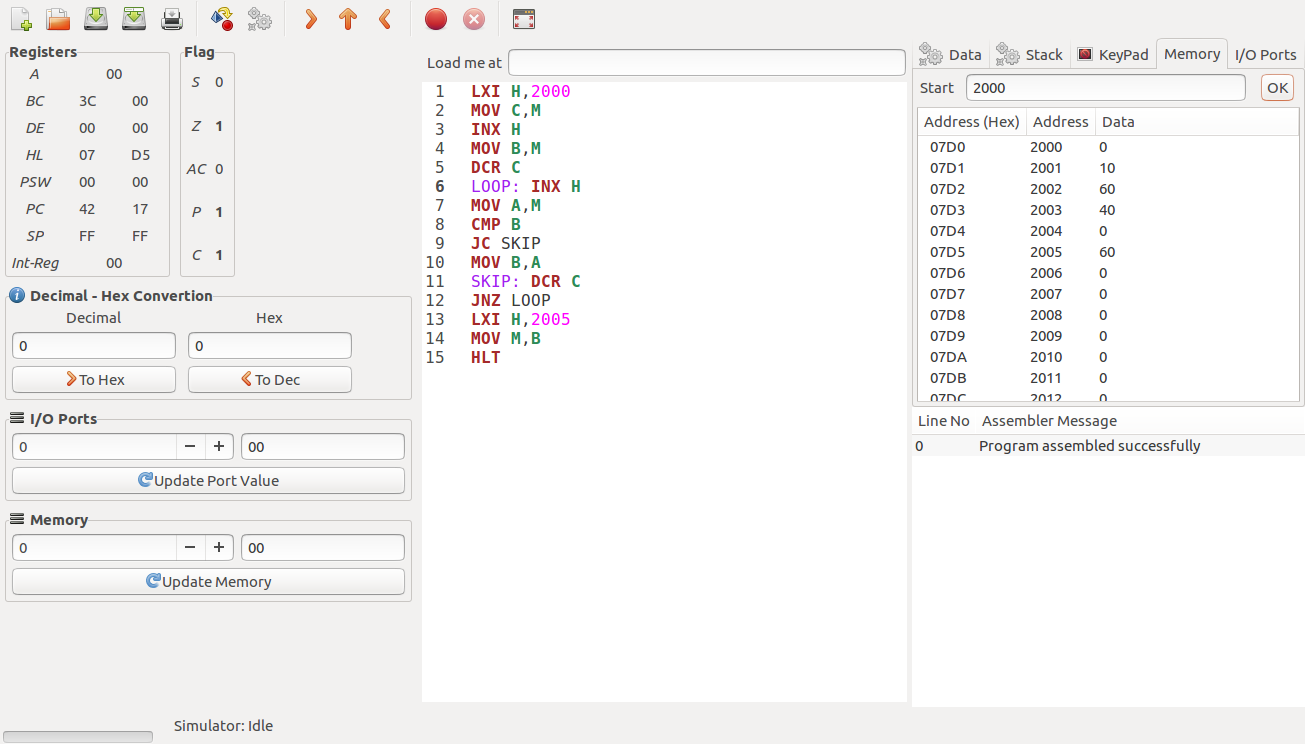 Registers
A 00
BC 3C 00
DE 00 00
HL 07 D5
PSW 00 00
PC 42 17
SP FF FF
Int-Reg 00
Flag
S 0
Z 1
AC 0
P 1
C 1
Decimal - Hex Convertion
Decimal Hex
0 0
To Hex To Dec
I/O Ports
0 − + 00
Update Port Value
Memory
0 − + 00
Update Memory
Simulator: Idle
Load me at
1 LXI H,2000
2 MOV C,M
3 INX H
4 MOV B,M
5 DCR C
6 LOOP: INX H
7 MOV A,M
8 CMP B
9 JC SKIP
10 MOV B,A
11 SKIP: DCR C
12 JNZ LOOP
13 LXI H,2005
14 MOV M,B
15 HLT
Data Stack KeyPad Memory I/O Ports
Start 2000 OK
Address (Hex) Address Data
07D0 2000 0
07D1 2001 10
07D2 2002 60
07D3 2003 40
07D4 2004 0
07D5 2005 60
07D6 2006 0
07D7 2007 0
07D8 2008 0
07D9 2009 0
07DA 2010 0
07DB 2011 0
07DC 2012 0
Line No Assembler Message
0 Program assembled successfully